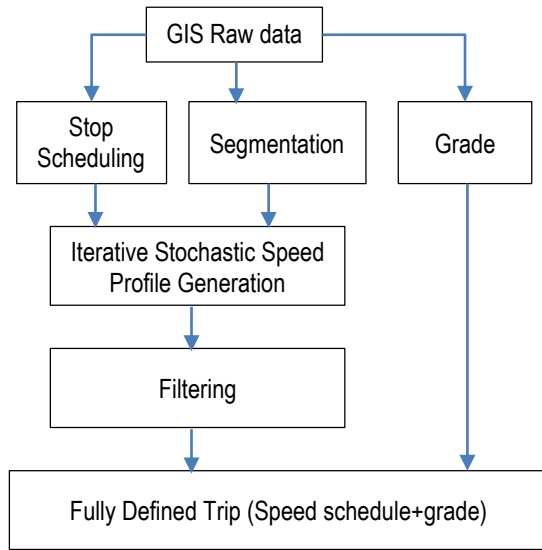 GIS Raw data
Stop
Scheduling
Segmentation
Grade
Iterative Stochastic Speed
Profile Generation
Filtering
Fully Defined Trip (Speed schedule+grade)